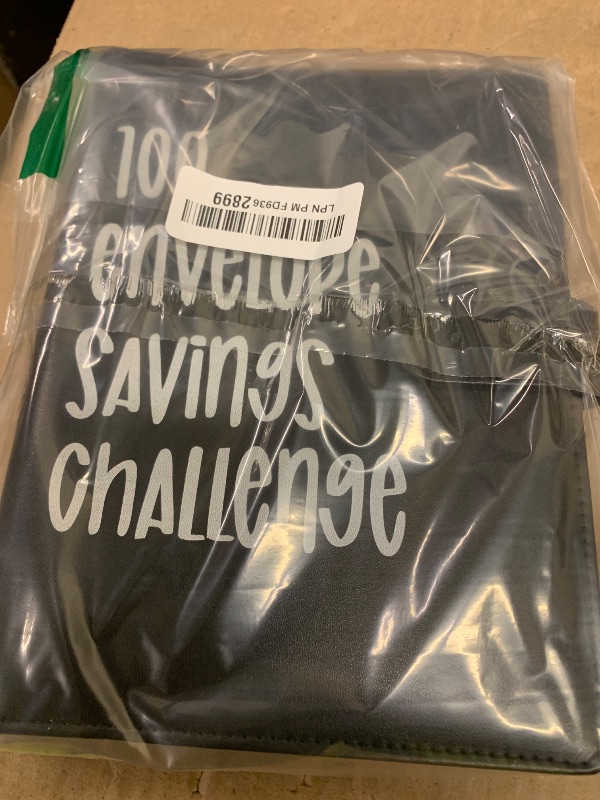 100
LPN PM FD9362899
envelope
SAVingS
CHALLenge